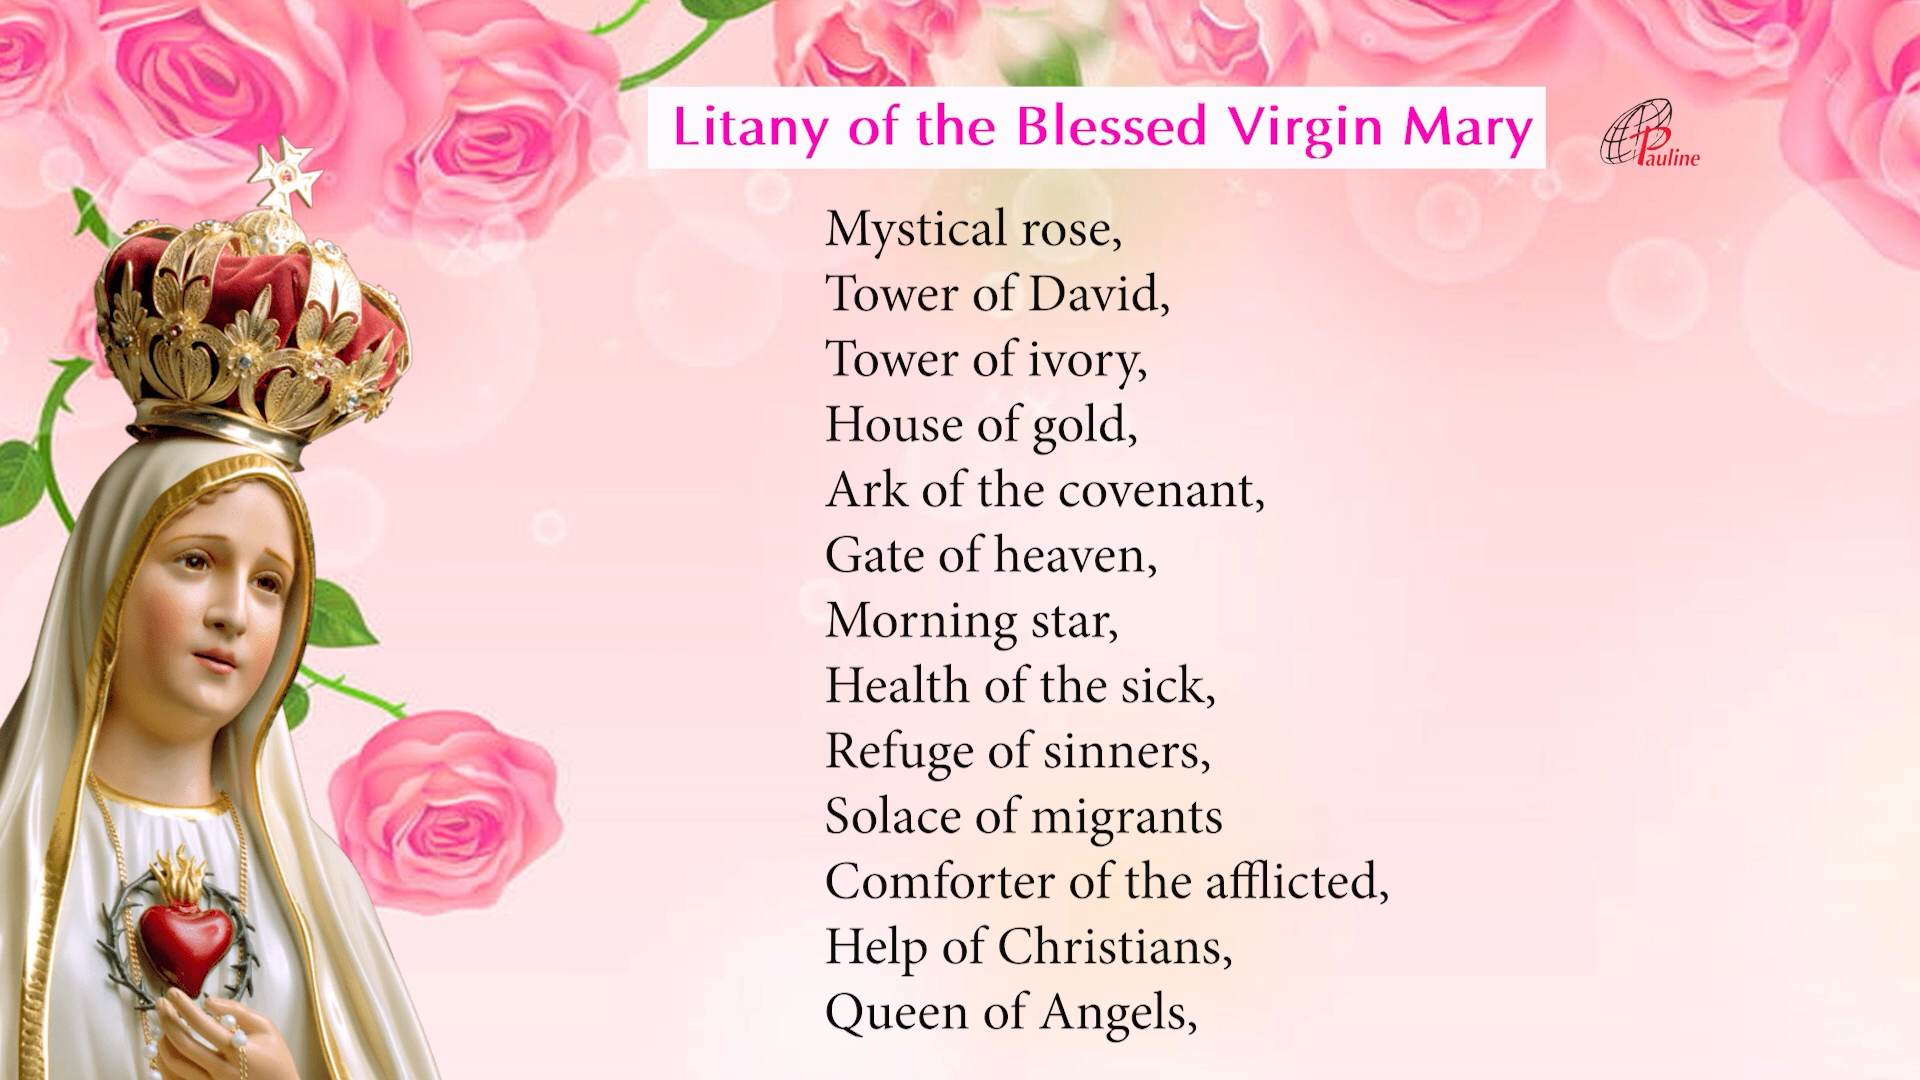 Litany of the Blessed Virgin Mary
Pauline
Mystical rose,
Tower of David,
Tower of ivory,
House of gold,
Ark of the covenant,
Gate of heaven,
Morning star,
Health of the sick,
Refuge of sinners,
Solace of migrants
Comforter of the afflicted,
Help of Christians,
Queen of Angels,